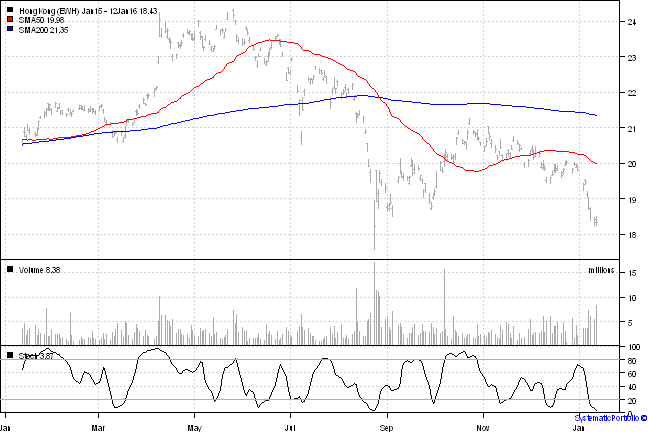 Hong Kong (EWH) Jan15 - 12Jan16 18.43
SMA50 19.98
SMA200 21.35
24
23
22
21
20
19
18
Volume 8.38
millions
15
10
5
Stoch 3.87
100
80
60
40
20
0
Jan Mar May Jul Sep Nov Jan
SystematicPortfolio ©